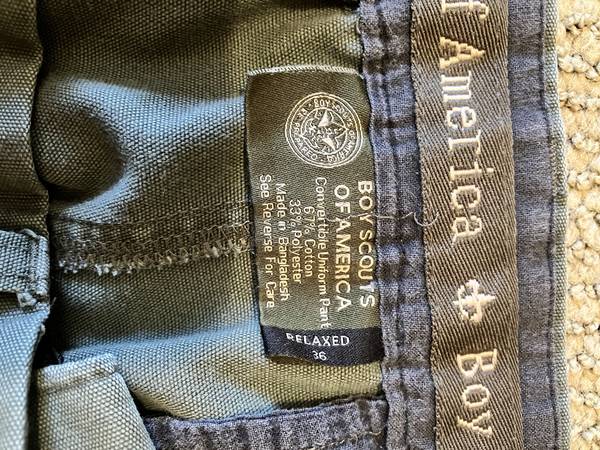 BOY SCOUTS
OF AMERICA
Convertible Uniform Pant
67% Cotton
33% Polyester
Made in Bangladesh
See Reverse For Care
RELAXED
36
f America Boy